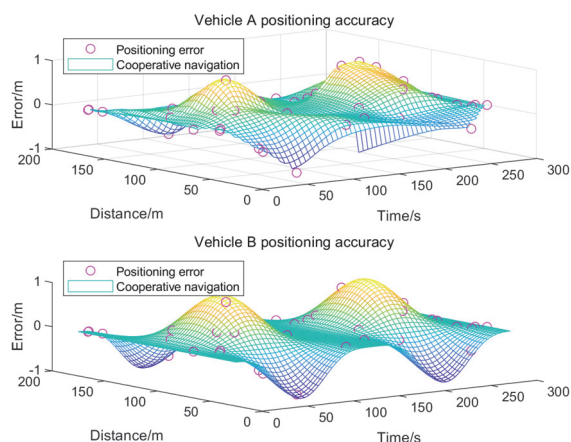 Vehicle A positioning accuracy
Positioning error
Cooperative navigation
1
0
-1
Error/m
200
150
100
50
0
Distance/m
0
50
100
150
200
250
300
Time/s
Vehicle B positioning accuracy
Positioning error
Cooperative navigation
1
0
-1
Error/m
200
150
100
50
0
Distance/m
0
50
100
150
200
250
300
Time/s